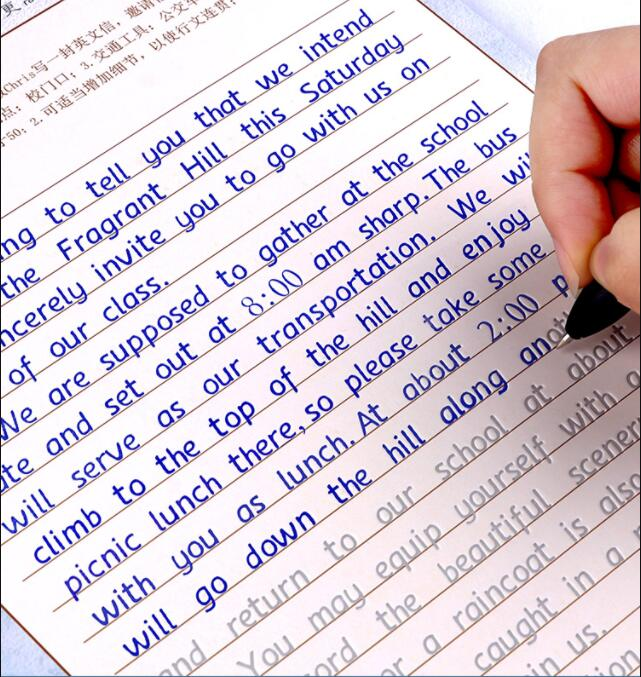 更
Chris写一封英文信，邀请
点：校门口；3.交通工具：公交车
50；2.可适当增加细节，以使行文连贯
ng to tell you that we intend
the Fragrant Hill this Saturday
ncerely invite you to go with us on
of our class.
We are supposed to gather at the school
te and set out at 8:00 am sharp. The bus
will serve as our transportation. We wi
climb to the top of the hill and enjoy
picnic lunch there, so please take some
with you as lunch. At about 2:00 p
will go down the hill along anot
and return to our school at about
You may equip yourself with a
ord the beautiful scener
or a raincoat is also
caught in a
in us.
ion